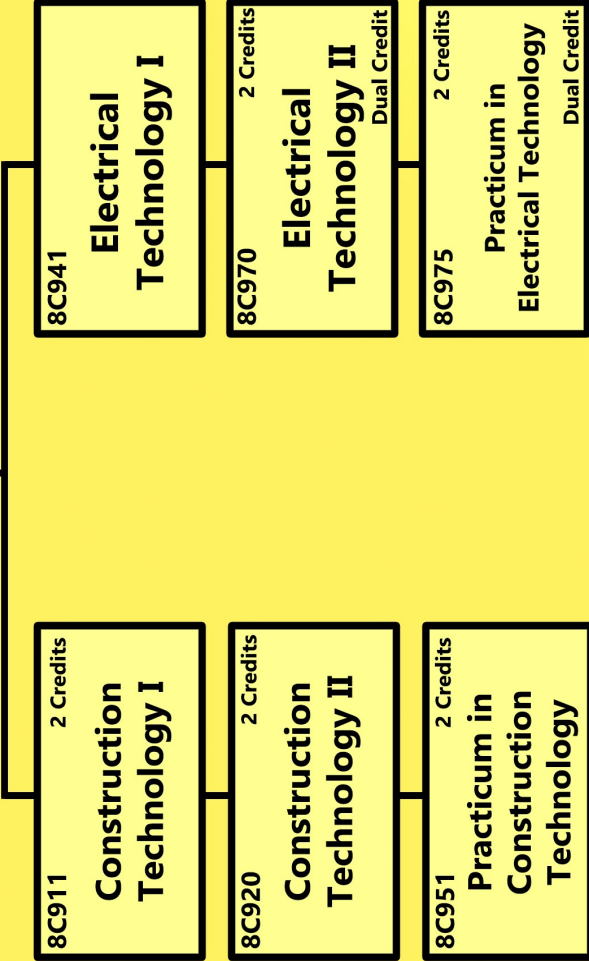 8C911 2 Credits
Construction
Technology I
8C920 2 Credits
Construction
Technology II
8C951 2 Credits
Practicum in
Construction
Technology
8C941
Electrical
Technology I
8C970 2 Credits
Electrical
Technology II
Dual Credit
8C975 2 Credits
Practicum in
Electrical Technology
Dual Credit